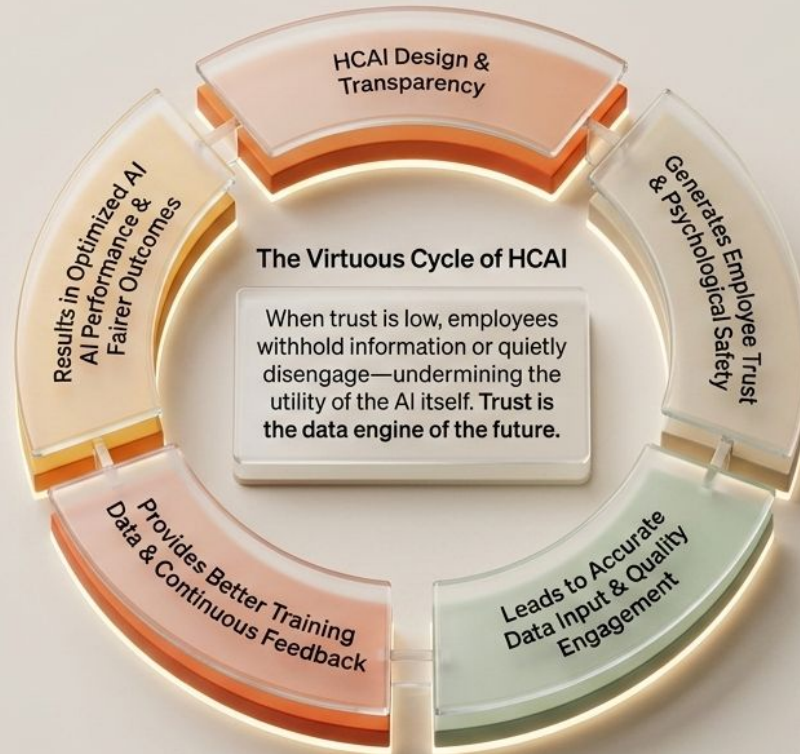 HCAI Design &
Transparency
Generates Employee Trust
& Psychological Safety
Leads to Accurate
Data Input & Quality
Engagement
Provides Better Training
Data & Continuous Feedback
Results in Optimized AI
AI Performance &
Fairer Outcomes
The Virtuous Cycle of HCAI
When trust is low, employees
withhold information or quietly
disengage—undermining the
utility of the AI itself. Trust is
the data engine of the future.